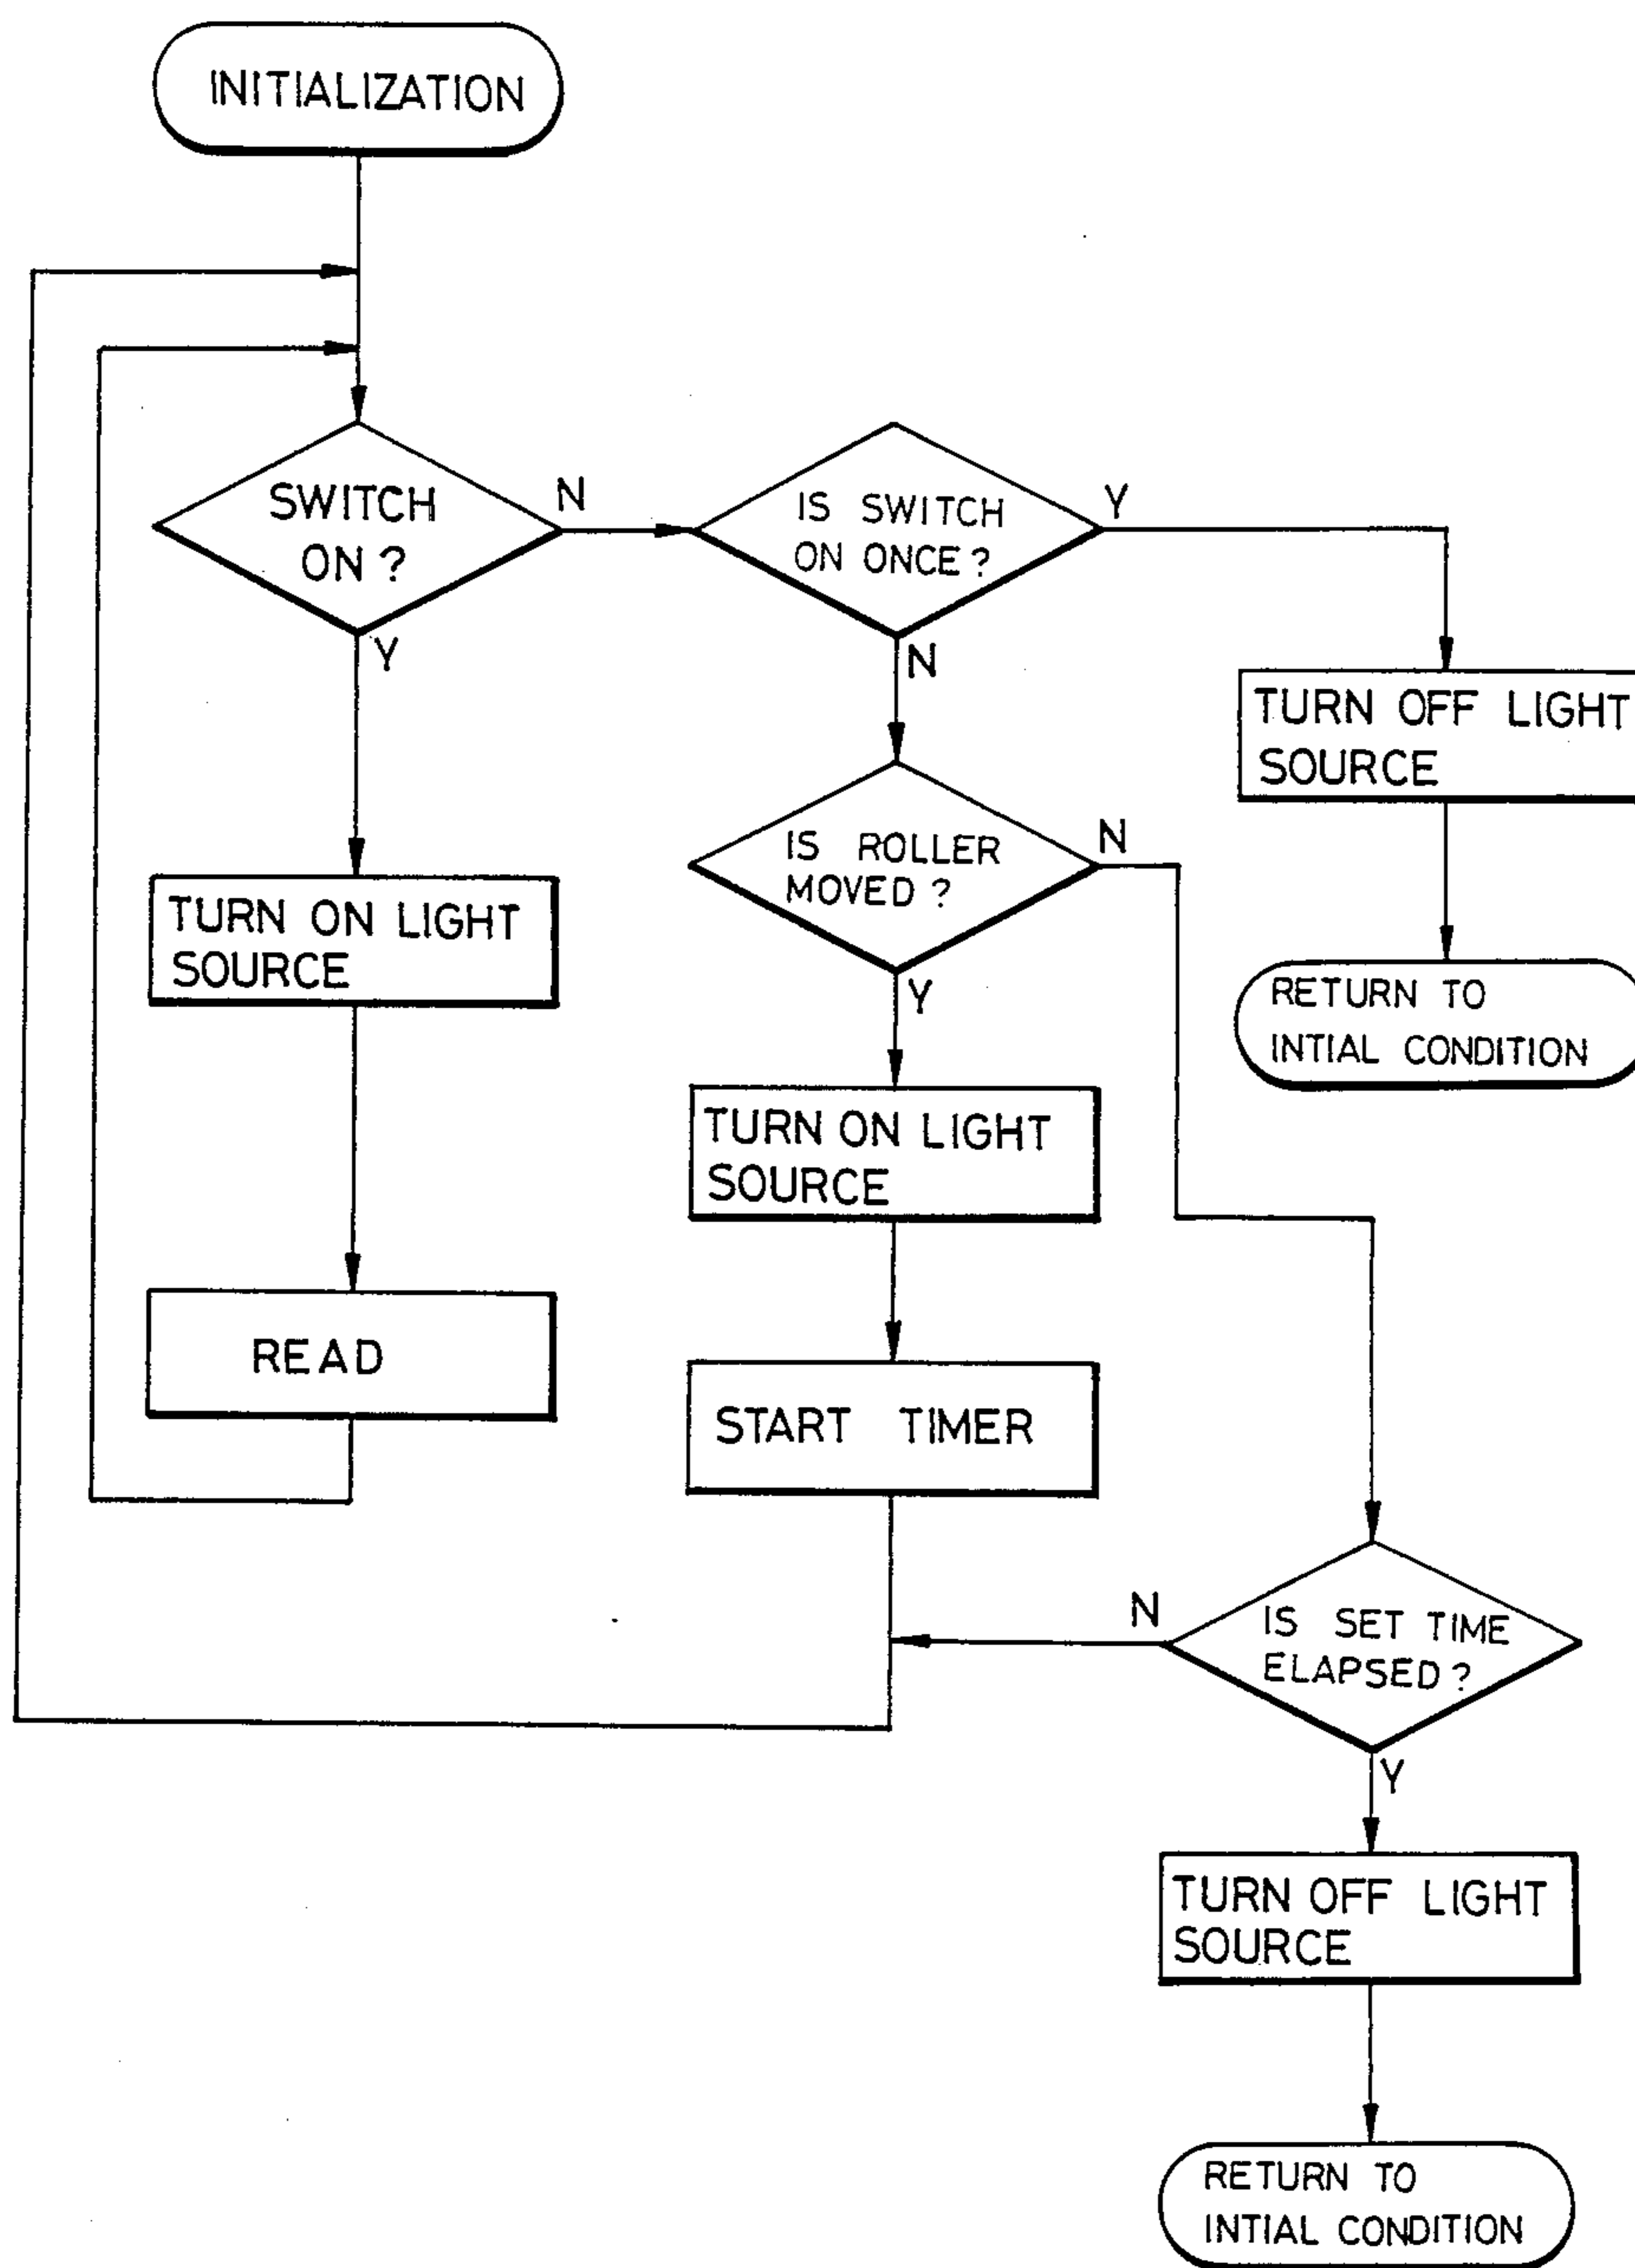 INITIALIZATION
SWITCH
ON ?
N
Y
IS SWITCH
ON ONCE ?
Y
N
TURN OFF LIGHT
SOURCE
RETURN TO
INTIAL CONDITION
IS ROLLER
MOVED ?
N
Y
TURN ON LIGHT
SOURCE
READ
TURN ON LIGHT
SOURCE
START TIMER
IS SET TIME
ELAPSED ?
N
Y
TURN OFF LIGHT
SOURCE
RETURN TO
INTIAL CONDITION